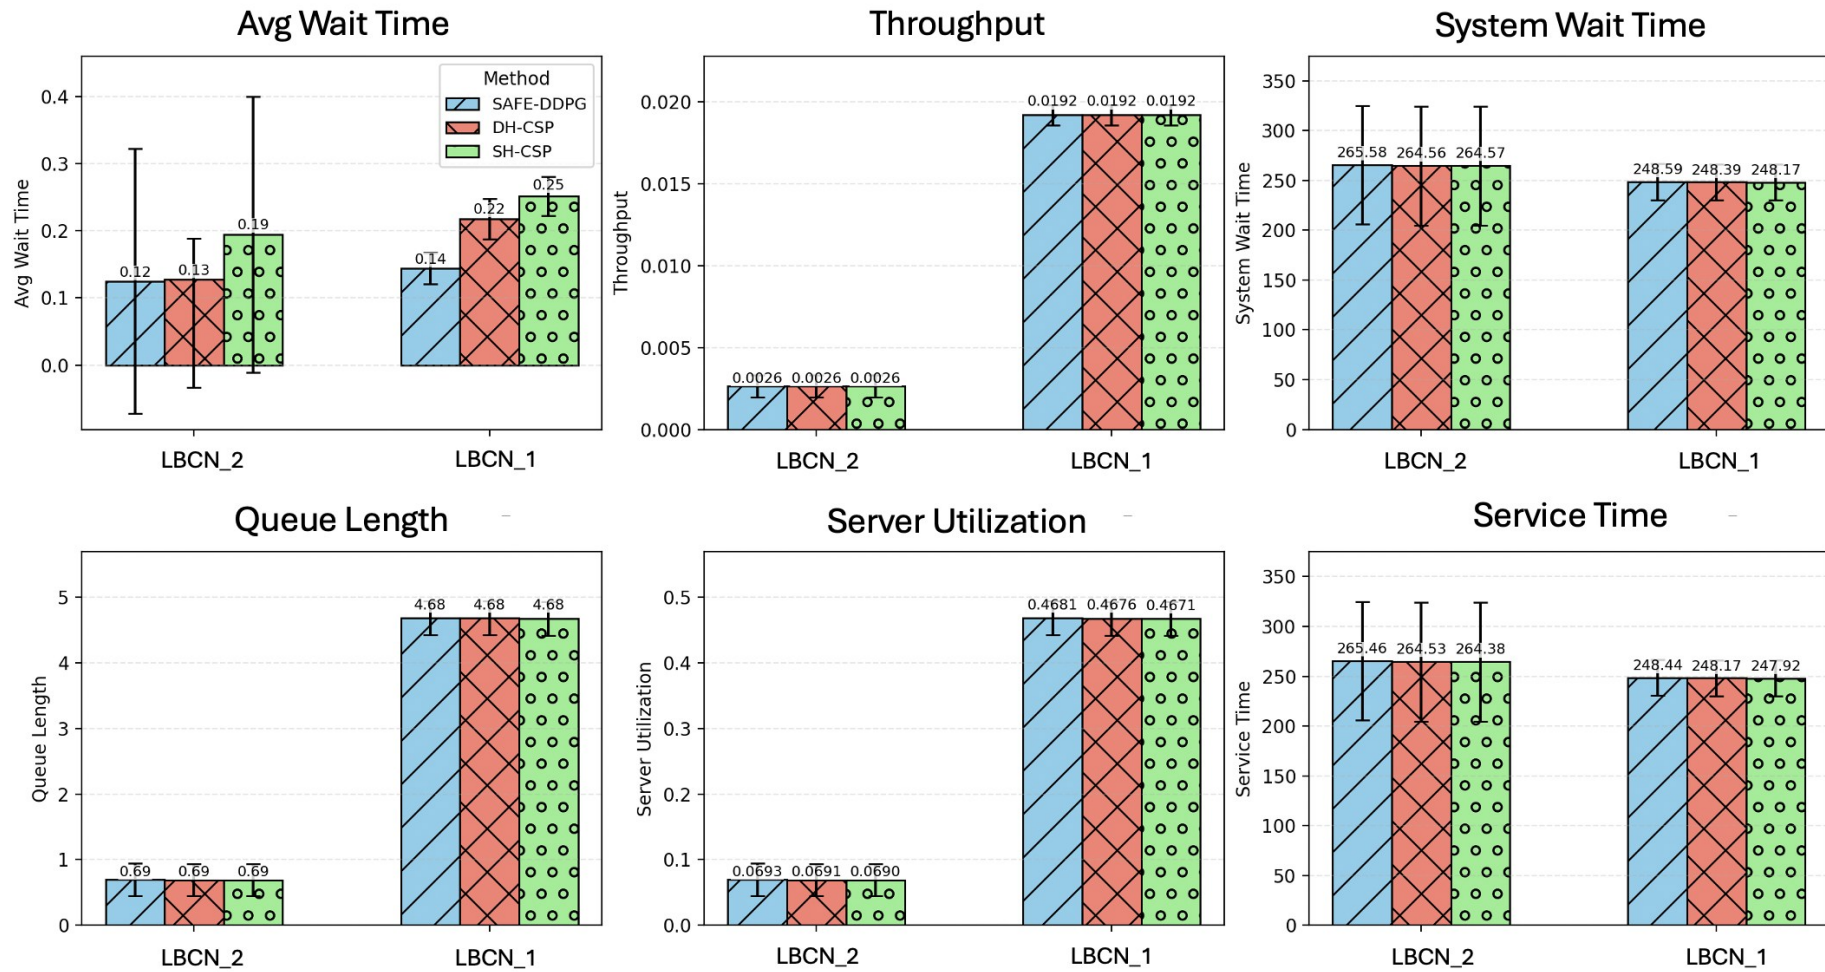 Avg Wait Time
Avg Wait Time
0.4
0.3
0.2
0.1
0.0
Method
SAFE-DDPG
DH-CSP
SH-CSP
0.12
0.13
0.19
0.14
0.22
0.25
LBCN_2
LBCN_1
Throughput
Throughput
0.020
0.015
0.010
0.005
0.000
0.0026
0.0026
0.0026
0.0192
0.0192
0.0192
LBCN_2
LBCN_1
System Wait Time
System Wait Time
350
300
250
200
150
100
50
0
265.58
264.56
264.57
248.59
248.39
248.17
LBCN_2
LBCN_1
Queue Length
Queue Length
5
4
3
2
1
0
0.69
0.69
0.69
4.68
4.68
4.68
LBCN_2
LBCN_1
Server Utilization
Server Utilization
0.5
0.4
0.3
0.2
0.1
0.0
0.0693
0.0691
0.0690
0.4681
0.4676
0.4671
LBCN_2
LBCN_1
Service Time
Service Time
350
300
250
200
150
100
50
0
265.46
264.53
264.38
248.44
248.17
247.92
LBCN_2
LBCN_1